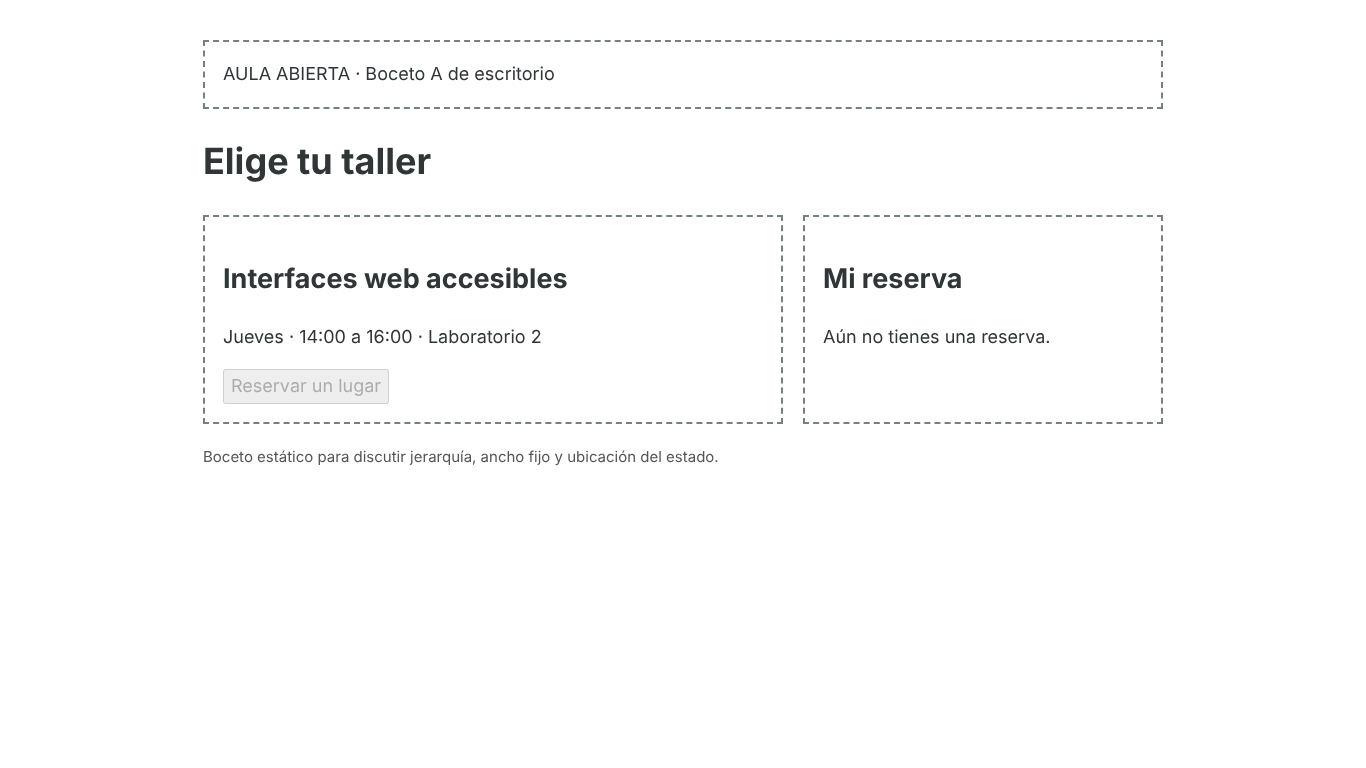 AULA ABIERTA · Boceto A de escritorio
Elige tu taller
Interfaces web accesibles
Jueves · 14:00 a 16:00 · Laboratorio 2
Reservar un lugar
Mi reserva
Aún no tienes una reserva.
Boceto estático para discutir jerarquía, ancho fijo y ubicación del estado.